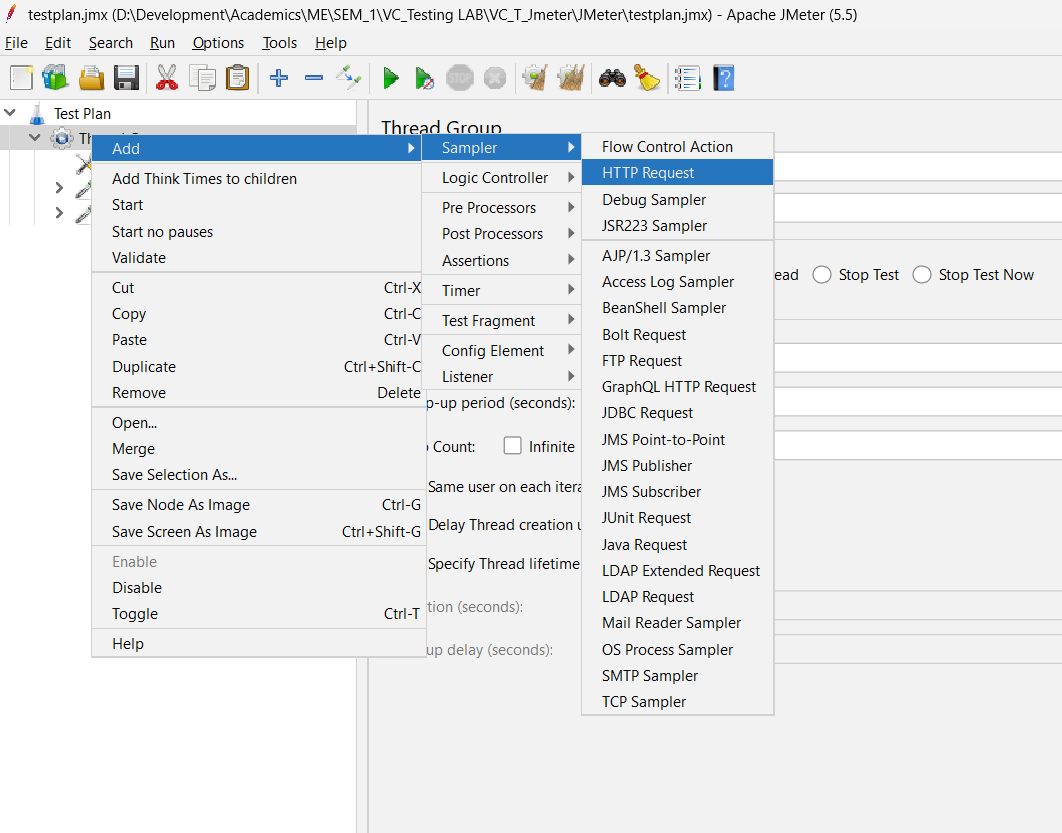 testplan.jmx (D:\Development\Academics\ME\SEM_1\VC_Testing LAB\VC_T_Jmeter\JMeter\testplan.jmx) - Apache JMeter (5.5)
File Edit Search Run Options Tools Help
STOP
Test Plan
Thread Group
Add
Add Think Times to children
Start
Start no pauses
Validate
Cut Ctrl-X
Copy Ctrl-C
Paste Ctrl-V
Duplicate Ctrl+Shift-C
Remove Delete
Open...
Merge
Save Selection As...
Save Node As Image Ctrl-G
Save Screen As Image Ctrl+Shift-G
Enable
Disable
Toggle Ctrl-T
Help
Sampler
Logic Controller
Pre Processors
Post Processors
Assertions
Timer
Test Fragment
Config Element
Listener
Flow Control Action
HTTP Request
Debug Sampler
JSR223 Sampler
AJP/1.3 Sampler
Access Log Sampler
BeanShell Sampler
Bolt Request
FTP Request
GraphQL HTTP Request
JDBC Request
JMS Point-to-Point
JMS Publisher
JMS Subscriber
JUnit Request
Java Request
LDAP Extended Request
LDAP Request
Mail Reader Sampler
OS Process Sampler
SMTP Sampler
TCP Sampler
ead Stop Test Stop Test Now
p-up period (seconds):
Count: Infinite
Same user on each itera
Delay Thread creation u
Specify Thread lifetime
tion (seconds):
up delay (seconds):